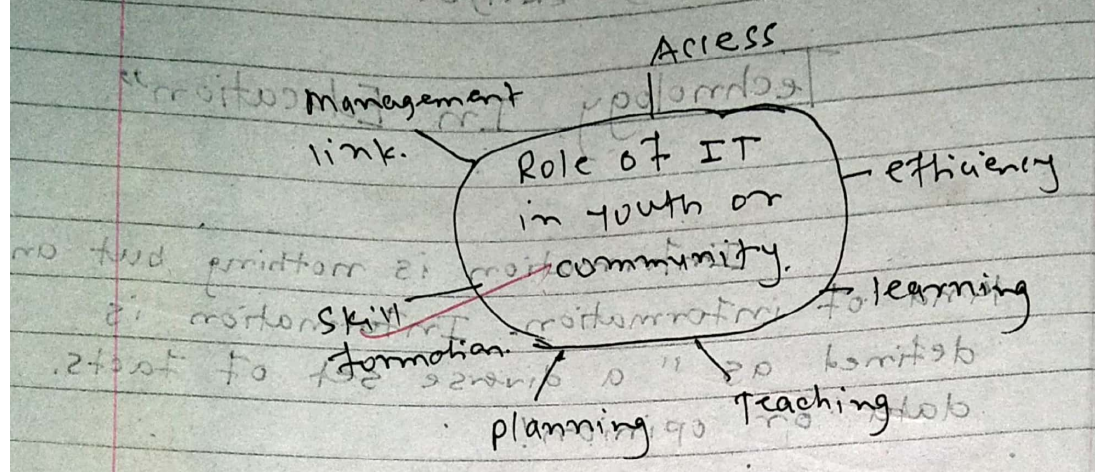 Access
management
link.
Role of IT
in youth or
community.
efficiency
learning
Skill
formation.
planning
Teaching